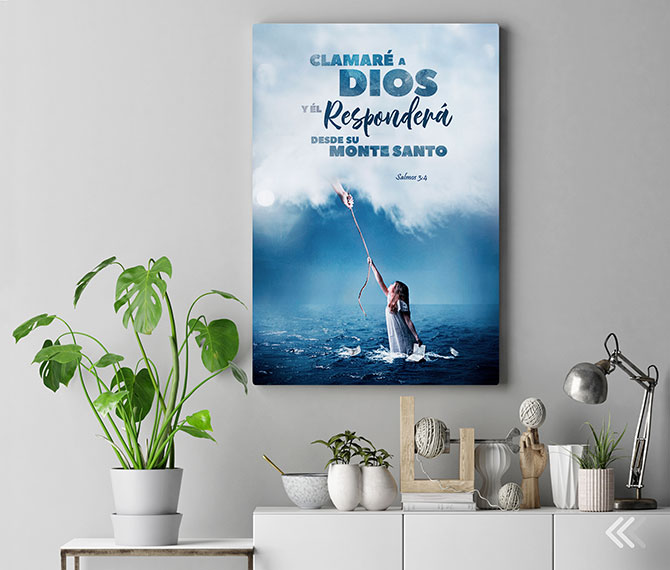 CLAMARÉ A
DIOS
Y ÉL Responderá
DESDE SU
MONTE SANTO
Salmos 3:4